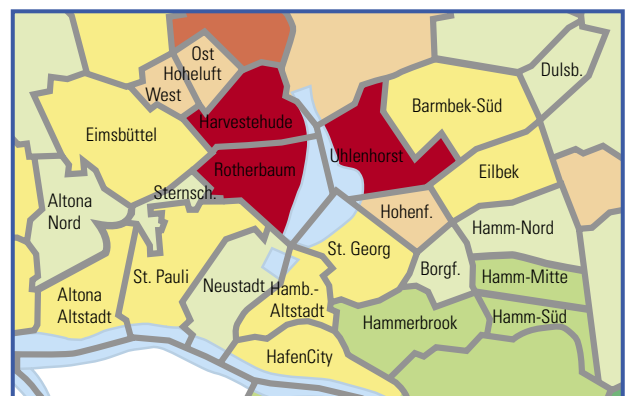 Ost
Hoheluft
West
Dulsb.
Harvestehude
Barmbek-Süd
Eimsbüttel
Uhlenhorst
Rotherbaum
Eilbek
Sternsch.
Altona
Nord
Hohenf.
Hamm-Nord
St. Georg
St. Pauli
Borgf.
Hamm-Mitte
Neustadt
Hamb.-
Altstadt
Altona
Altstadt
Hammerbrook
Hamm-Süd
HafenCity